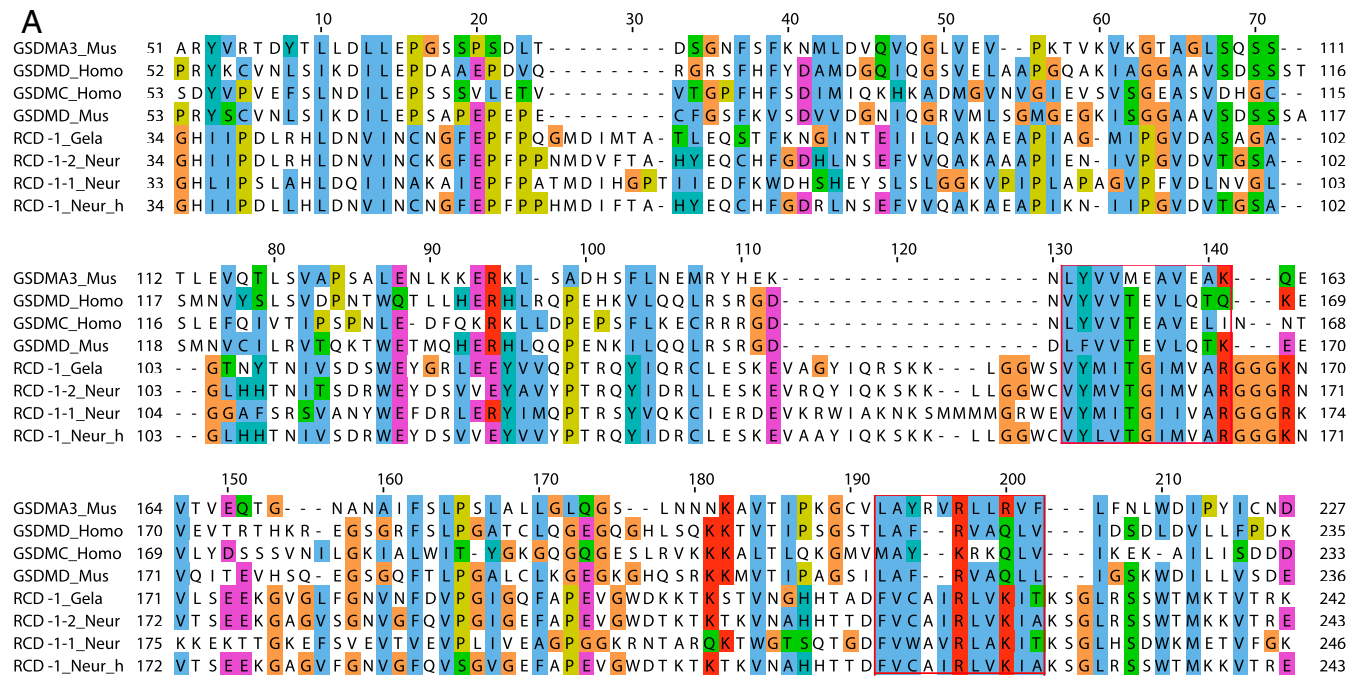 A
10 20 30 40 50 60 70
GSDMA3_Mus 51 ARYVRTDYTLLDLLEPGSSPSDLT--------DSGNFSFKNMLDVQVQGLVEV--PKTVKVKGTAGLSQSS-- 111
GSDMD_Homo 52 PRYKCVNLSIKDILEPDAAEPDVQ--------RGRSFHFYDAMDGQIQGSVELAAPGQAKIAGGAAVSDSSST 116
GSDMC_Homo 53 SDYVPVEFSLNDILEPSSSVLETV--------VTGPFHFSDIMIQKHKADMGVNVGIEVSVSGEASVDHGC-- 115
GSDMD_Mus 53 PRYSCVNLSIKDILEPSAPEPEPE--------CFGSFKVSDVVDGNIQGRVMLSGMGEGKISGGAAVSDSSSA 117
RCD-1_Gela 34 GHIIPDLRHLDNVINCNGFEPFPQGMDIMTA-TLEQSTFKNGINTEIILQAKAEAPIAG-MIPGVDASAGA-- 102
RCD-1-2_Neur 34 GHIIPDLRHLDNVINCKGFEPFPPNMDVFTA-HYEQCHFGDHLNSEFVVQAKAAAPIEN-IVPGVDVTGSA-- 102
RCD-1-1_Neur 33 GHLIPSLAHLDQIINAKAIEPFPATMDIHGPTIIEDFKWDHSHEYSLSLGGKVPIPLAPAGVPFVDLNVGL-- 103
RCD-1_Neur_h 34 GHIIPDLLHLDNVINCNGFEPFPPHMDIFTA-HYEQCHFGDRLNSEFVVQAKAEAPIKN-IIPGVDVTGSA-- 102
80 90 100 110 120 130 140
GSDMA3_Mus 112 TLEVQTLSVAPSALENLKKERKL-SADHSFLNEMRYHEK-----------------NLYVVMEAVEAK---QE 163
GSDMD_Homo 117 SMNVYSLSVDPNTWQTLLHERHLRQPEHKVLQQLRSRGD-----------------NVYVVTEVLQTQ---KE 169
GSDMC_Homo 116 SLEFQIVTIPSPNLE-DFQKRKLLDPEPSFLKECRRRGD-----------------NLYVVTEAVELIN---NT 168
GSDMD_Mus 118 SMNVCILRVTQKTWETMQHERHLQQPENKILQQLRSRGD-----------------DLFVVTEVLQTK---EE 170
RCD-1_Gela 103 --GTNYTNIVSDSWEYGRLEEYVVQPTRQYIQRCLESKEVAGYIQRSKK--LGGWSVYMITGIMVARGGGKN 170
RCD-1-2_Neur 103 --GLHHTNITSDRWEYDSVVEYAVYPTRQYIDRLLESKEVRQYIQKSKK--LLGGWCVYMVTGIMVARGGGRN 171
RCD-1-1_Neur 104 --GGAFSRSVANYWEFDRLERYIMQPTRSYVQKCIERDEVKRWIAKNKSMMMMGRWEVYMITGIIVARGGGRK 174
RCD-1_Neur_h 103 --GLHHTNIVSDRWEYDSVVEYVVYPTRQYIDRCLESKEVAAYIQKSKK--LLGGWCVYLVTGIMVARGGGKN 171
150 160 170 180 190 200 210
GSDMA3_Mus 164 VTVEQTG---NANAIFSLPSLALLGLQGS--LNNNKAVTIPKGCVLAYRVRLLRVF---LFNLWDIPYICND 227
GSDMD_Homo 170 VEVTRTHKR-EGSGRFSLPGATCLQGEGQGHLSQKKTVTIPSGSTLAF--RVAQLV---IDSDLDVLLFPDK 235
GSDMC_Homo 169 VLYDSSSVNILGKIALWIT-YGKGQGQGESLRVKKKALTLQKGMVMAY--KRKQLV---IKEK-AILISDDD 233
GSDMD_Mus 171 VQITEVHSQ-EGSGQFTLPGALCLKGEGKGHQSRKKMVTIPAGSILAF--RVAQLL---IGSKWDILLVSDE 236
RCD-1_Gela 171 VLSEEKGVGLFGNVNFDVPGIGQFAPEVGWDKKTKSTVNGHHTADFVCAIRLVKITKSGLRSSWTMKTVTRK 242
RCD-1-2_Neur 172 VTSEEKGAGVSGNVGFQVPGIGEFAPEVGWDTKTKTKVNAHHTTDFVCAIRLVKIAKSGLRSSWTMKKVTRE 243
RCD-1-1_Neur 175 KKEKTTGKEFSVEVTVEVPLIVEAGPGGKRNTARQKTWGTSQTGDFVWAVRLAKITKSGLHSDWKMETVFGK 246
RCD-1_Neur_h 172 VTSEEKGAGVFGNVGFQVSGVGEFAPEVGWDTKTKTKVNAHHTTDFVCAIRLVKIAKSGLRSSWTMKKVTRE 243